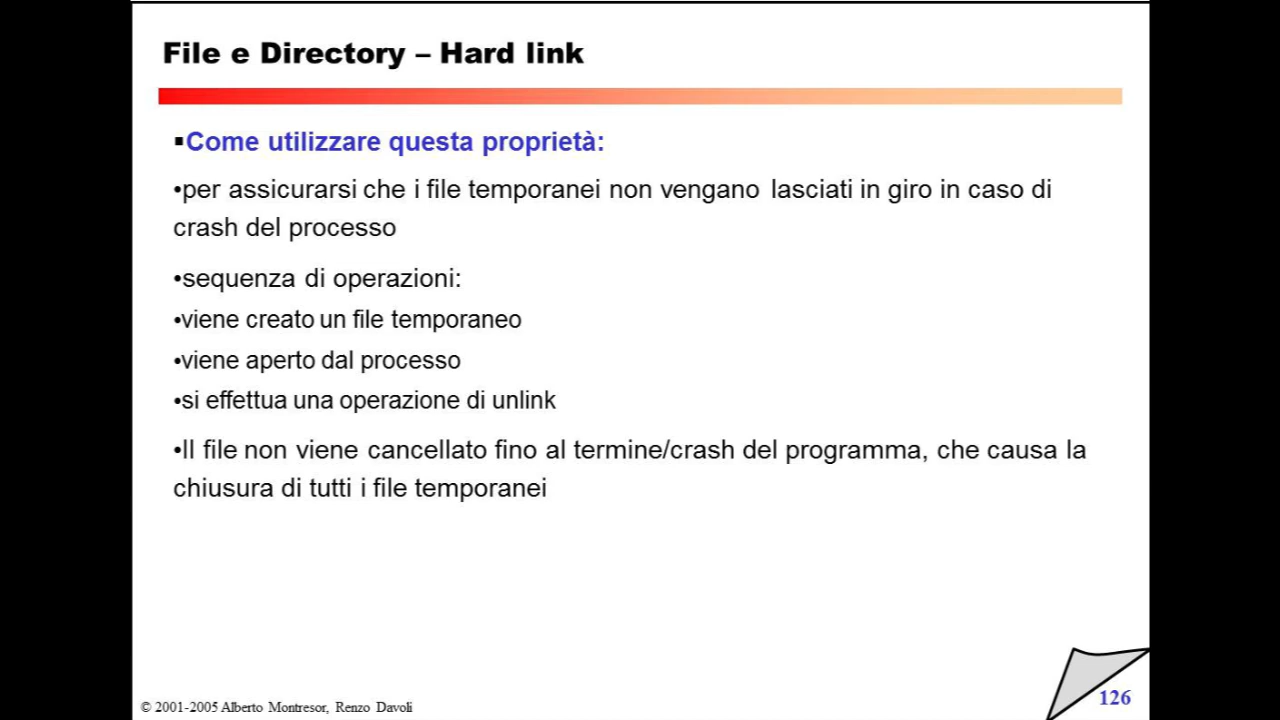 File e Directory – Hard link
▪Come utilizzare questa proprietà:
•per assicurarsi che i file temporanei non vengano lasciati in giro in caso di
crash del processo
•sequenza di operazioni:
•viene creato un file temporaneo
•viene aperto dal processo
•si effettua una operazione di unlink
•Il file non viene cancellato fino al termine/crash del programma, che causa la
chiusura di tutti i file temporanei
© 2001-2005 Alberto Montresor, Renzo Davoli
126